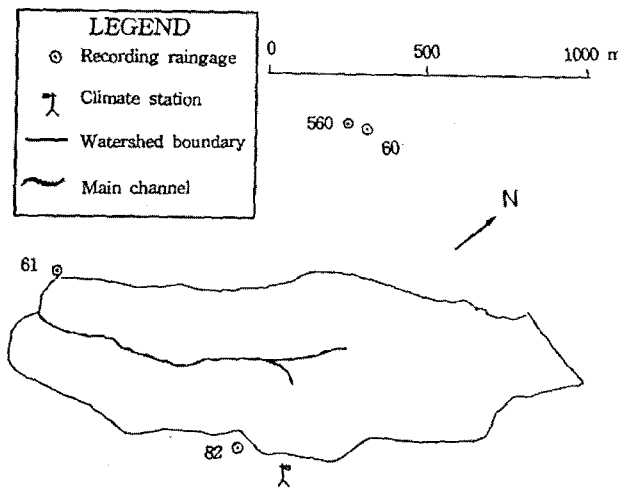 LEGEND
Recording raingage
Climate station
Watershed boundary
Main channel
0 500 1000 m
560
60
N
61
82